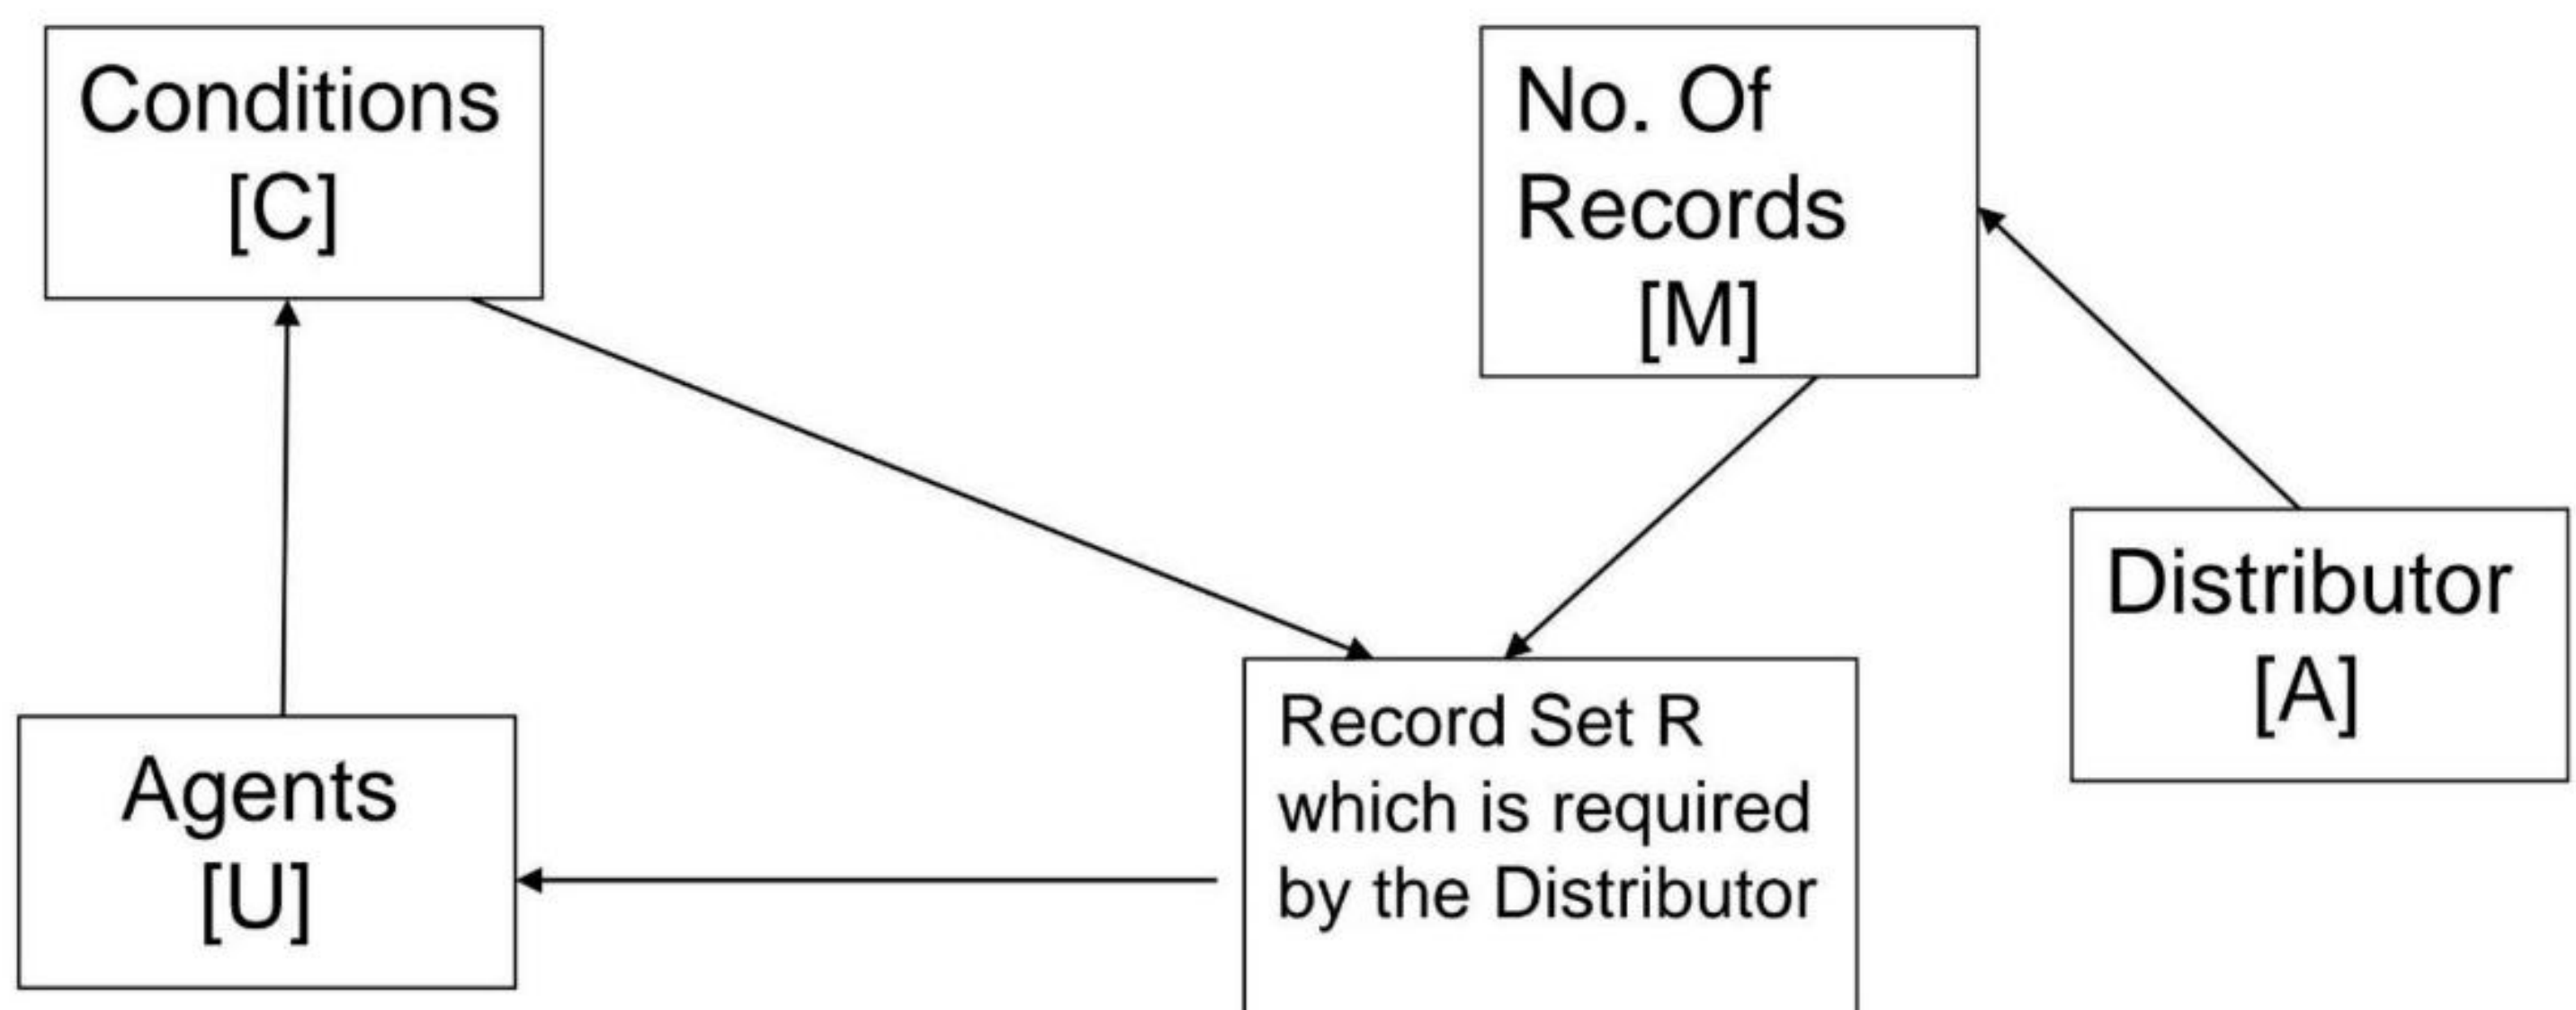 Conditions
[C]
No. Of
Records
[M]
Distributor
[A]
Agents
[U]
Record Set R
which is required
by the Distributor